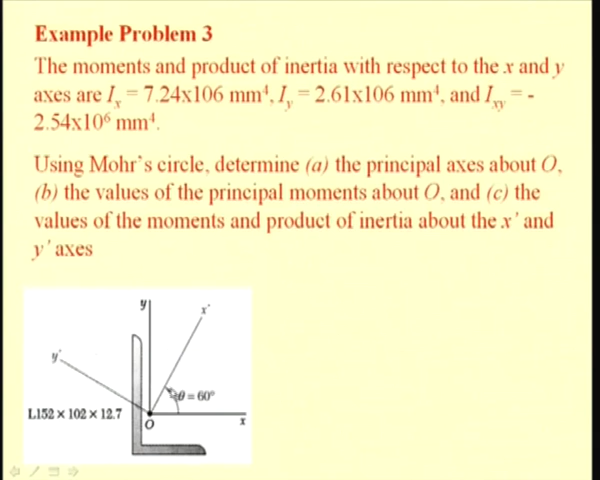 Example Problem 3
The moments and product of inertia with respect to the x and y
axes are Ix = 7.24x106 mm⁴, Iy = 2.61x106 mm⁴, and Ixy = -
2.54x10⁶ mm⁴.
Using Mohr's circle, determine (a) the principal axes about O,
(b) the values of the principal moments about O, and (c) the
values of the moments and product of inertia about the x' and
y' axes
y
x'
y'
θ = 60°
L152 × 102 × 12.7
O
x